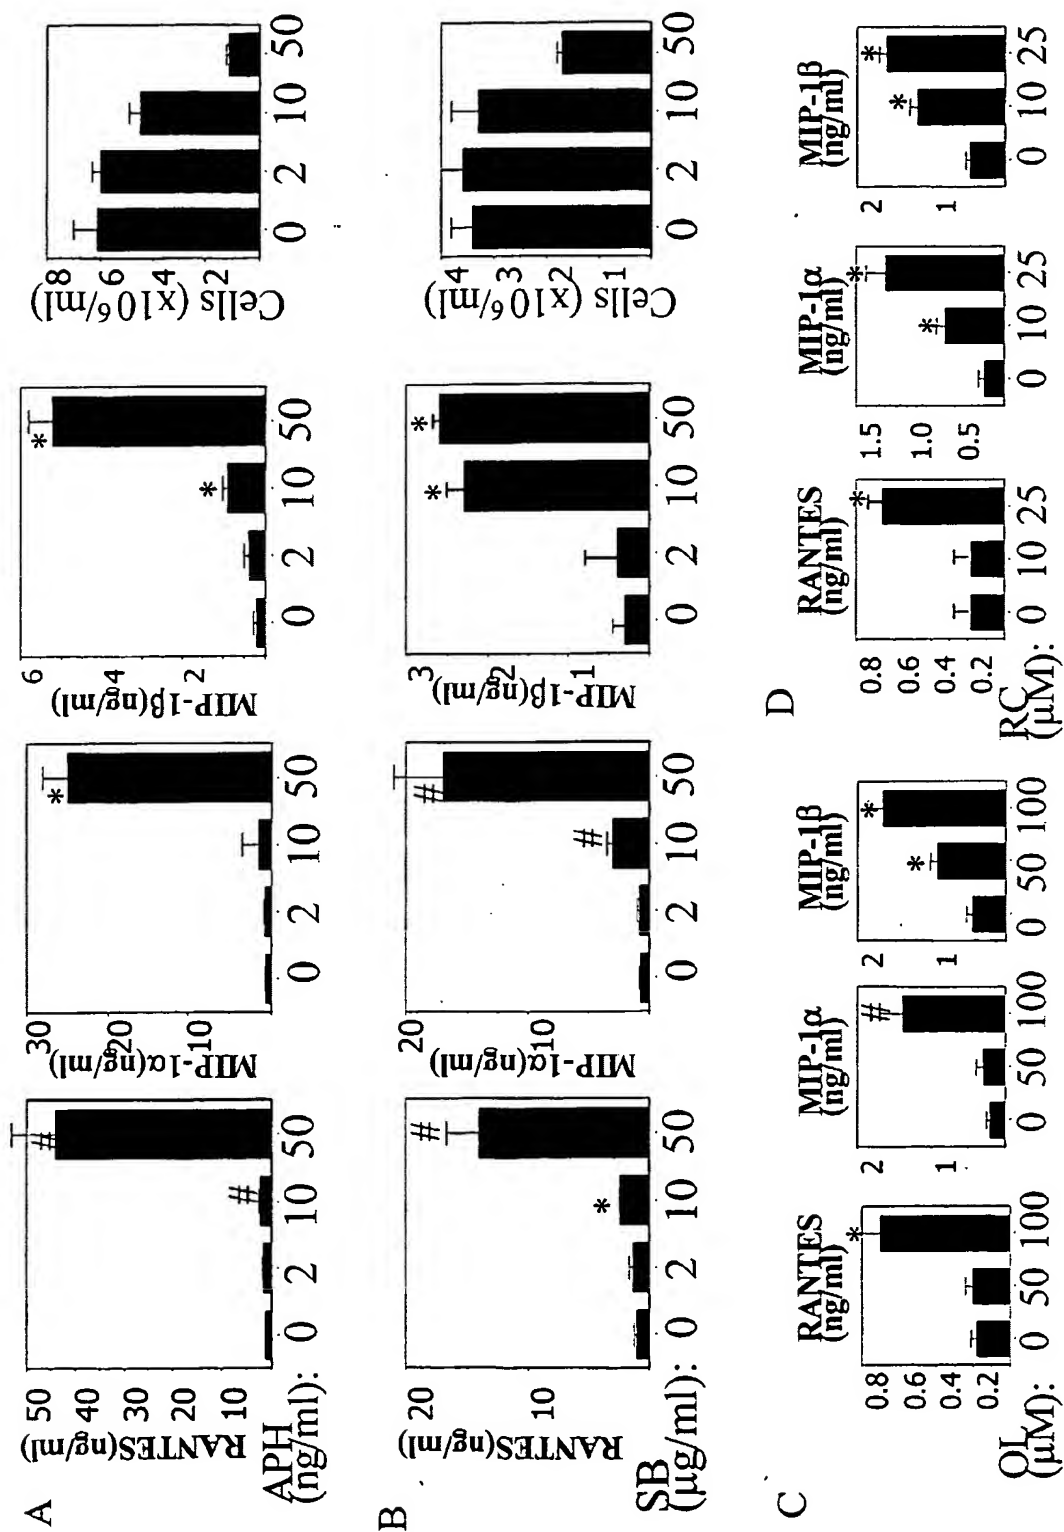 A
RANTES(ng/ml)
50
40
30
20
10
#
#
APH
(ng/ml):
0 2 10 50
MIP-1α(ng/ml)
30
20
10
*
0 2 10 50
MIP-1β(ng/ml)
6
4
2
*
*
0 2 10 50
Cells (x10⁶/ml)
8
6
4
2
0 2 10 50
B
RANTES(ng/ml)
20
10
*
#
SB
(µg/ml):
0 2 10 50
MIP-1α(ng/ml)
20
10
#
#
0 2 10 50
MIP-1β(ng/ml)
3
2
1
*
*
0 2 10 50
Cells (x10⁶/ml)
4
3
2
1
0 2 10 50
C
RANTES
(ng/ml)
0.8
0.6
0.4
0.2
*
OL
(µM):
0 50 100
MIP-1α
(ng/ml)
2
1
#
0 50 100
MIP-1β
(ng/ml)
2
1
*
*
0 50 100
D
RANTES
(ng/ml)
0.8
0.6
0.4
0.2
*
RC
(µM):
0 10 25
MIP-1α
(ng/ml)
1.5
1.0
0.5
*
*
0 10 25
MIP-1β
(ng/ml)
2
1
*
*
0 10 25